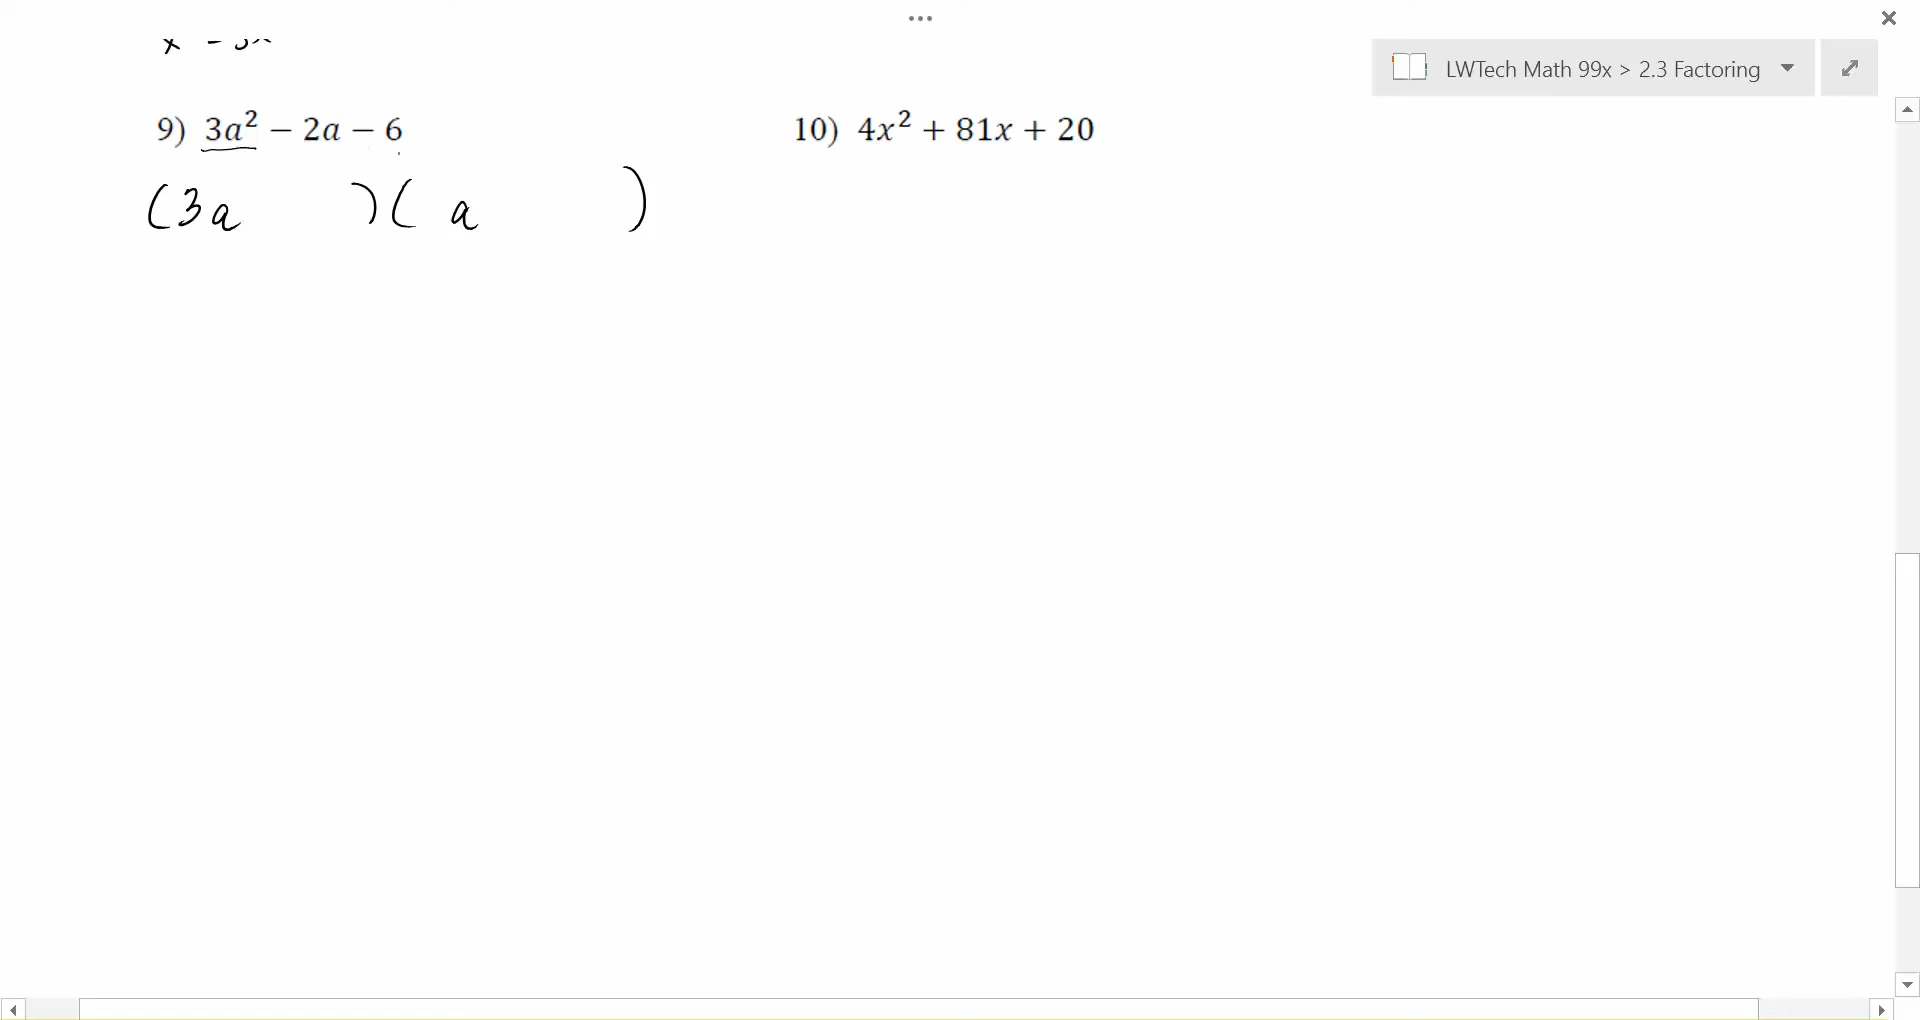 LWTech Math 99x > 2.3 Factoring
9) 3a² − 2a − 6
10) 4x² + 81x + 20
(3a )( a )